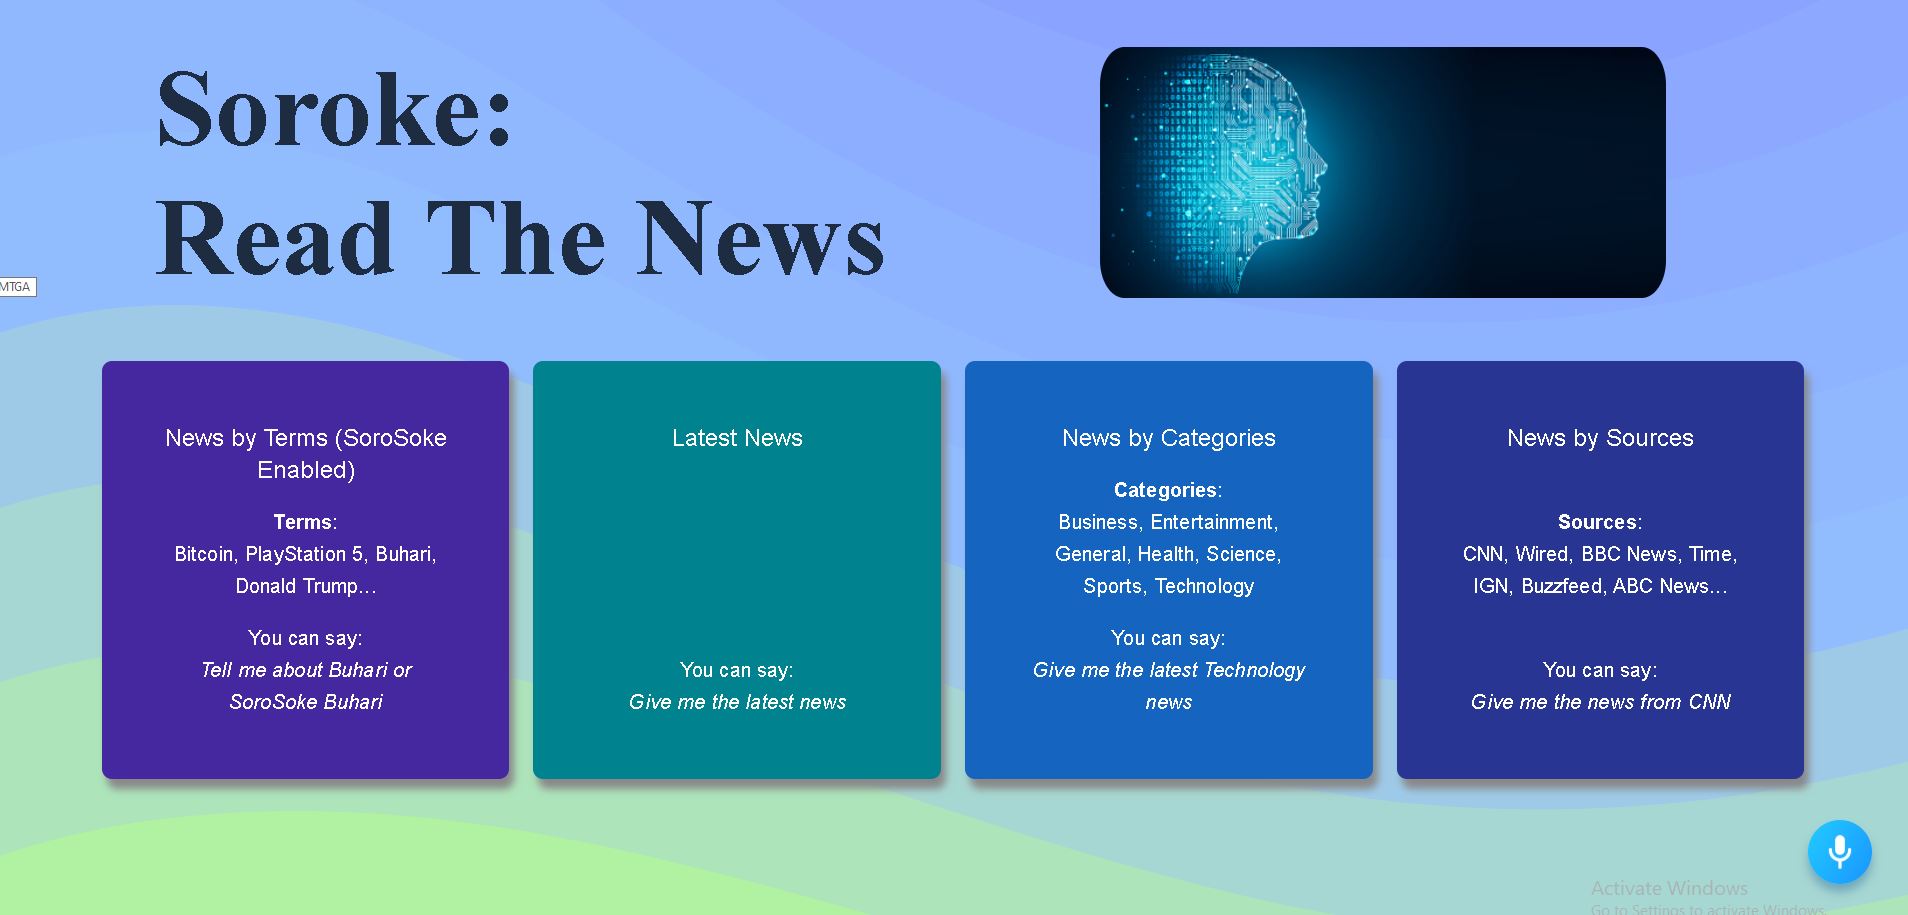 Soroke:
Read The News
MTGA
News by Terms (SoroSoke
Enabled)
Terms:
Bitcoin, PlayStation 5, Buhari,
Donald Trump...
You can say:
Tell me about Buhari or
SoroSoke Buhari
Latest News
You can say:
Give me the latest news
News by Categories
Categories:
Business, Entertainment,
General, Health, Science,
Sports, Technology
You can say:
Give me the latest Technology
news
News by Sources
Sources:
CNN, Wired, BBC News, Time,
IGN, Buzzfeed, ABC News...
You can say:
Give me the news from CNN
Activate Windows
Go to Settings to activate Windows.